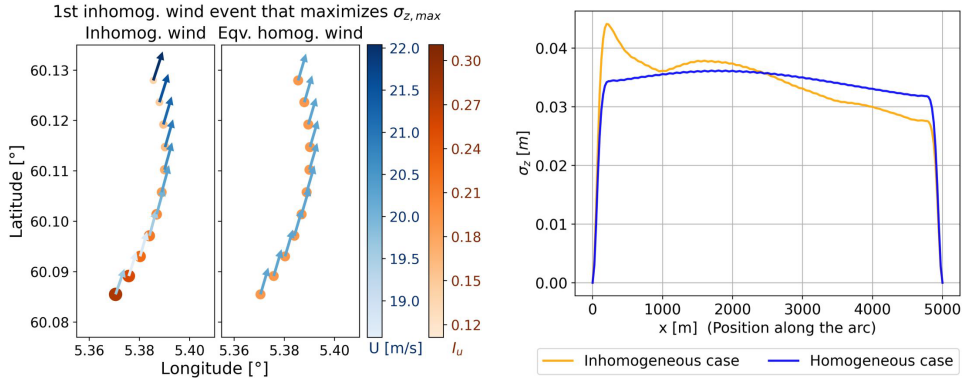 1st inhomog. wind event that maximizes σz,max
Inhomog. wind Eqv. homog. wind
60.13
60.12
60.11
60.10
60.09
60.08
Latitude [°]
5.36 5.40 5.36 5.40
Longitude [°]
22.0
21.5
21.0
20.5
20.0
19.5
19.0
U [m/s]
0.30
0.27
0.24
0.21
0.18
0.15
0.12
Iu
σz [m]
0.04
0.03
0.02
0.01
0.00
0 1000 2000 3000 4000 5000
x [m] (Position along the arc)
Inhomogeneous case Homogeneous case